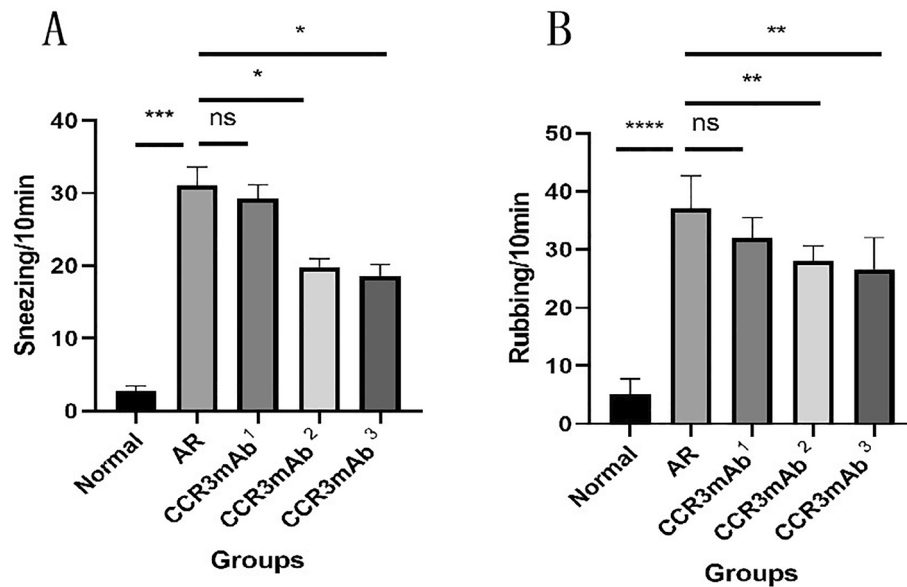 A
*
*
***
ns
Sneezing/10min
40
30
20
10
0
Normal
AR
CCR3mAb¹
CCR3mAb²
CCR3mAb³
Groups
B
**
**
****
ns
Rubbing/10min
50
40
30
20
10
0
Normal
AR
CCR3mAb¹
CCR3mAb²
CCR3mAb³
Groups